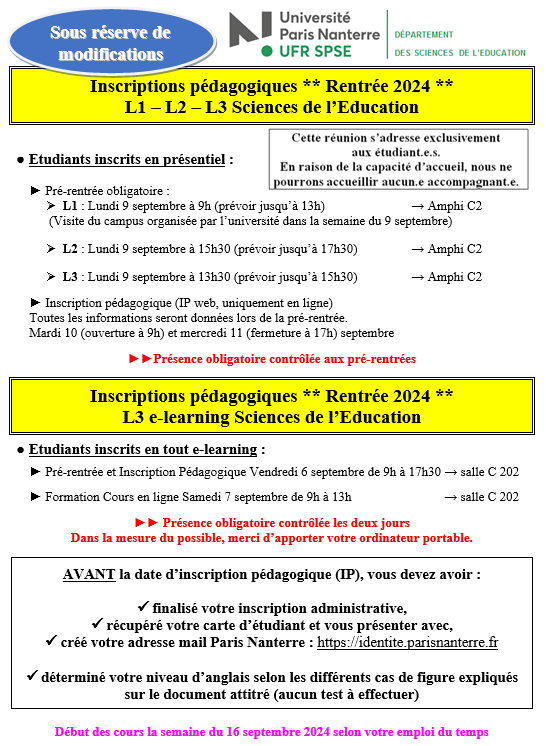 Sous réserve de
modifications
Université
Paris Nanterre
UFR SPSE
DÉPARTEMENT
DES SCIENCES DE L'EDUCATION
Inscriptions pédagogiques ** Rentrée 2024 **
L1 – L2 – L3 Sciences de l'Education
Cette réunion s'adresse exclusivement
aux étudiant.e.s.
En raison de la capacité d'accueil, nous ne
pourrons accueillir aucun.e accompagnant.e.
● Etudiants inscrits en présentiel :
► Pré-rentrée obligatoire :
➢ L1 : Lundi 9 septembre à 9h (prévoir jusqu'à 13h) → Amphi C2
(Visite du campus organisée par l'université dans la semaine du 9 septembre)
➢ L2 : Lundi 9 septembre à 15h30 (prévoir jusqu'à 17h30) → Amphi C2
➢ L3 : Lundi 9 septembre à 13h30 (prévoir jusqu'à 15h30) → Amphi C2
► Inscription pédagogique (IP web, uniquement en ligne)
Toutes les informations seront données lors de la pré-rentrée.
Mardi 10 (ouverture à 9h) et mercredi 11 (fermeture à 17h) septembre
►►Présence obligatoire contrôlée aux pré-rentrées
Inscriptions pédagogiques ** Rentrée 2024 **
L3 e-learning Sciences de l'Education
● Etudiants inscrits en tout e-learning :
► Pré-rentrée et Inscription Pédagogique Vendredi 6 septembre de 9h à 17h30 → salle C 202
► Formation Cours en ligne Samedi 7 septembre de 9h à 13h → salle C 202
►► Présence obligatoire contrôlée les deux jours
Dans la mesure du possible, merci d'apporter votre ordinateur portable.
AVANT la date d'inscription pédagogique (IP), vous devez avoir :
✓ finalisé votre inscription administrative,
✓ récupéré votre carte d'étudiant et vous présenter avec,
✓ créé votre adresse mail Paris Nanterre : https://identite.parisnanterre.fr
✓ déterminé votre niveau d'anglais selon les différents cas de figure expliqués
sur le document attitré (aucun test à effectuer)
Début des cours la semaine du 16 septembre 2024 selon votre emploi du temps